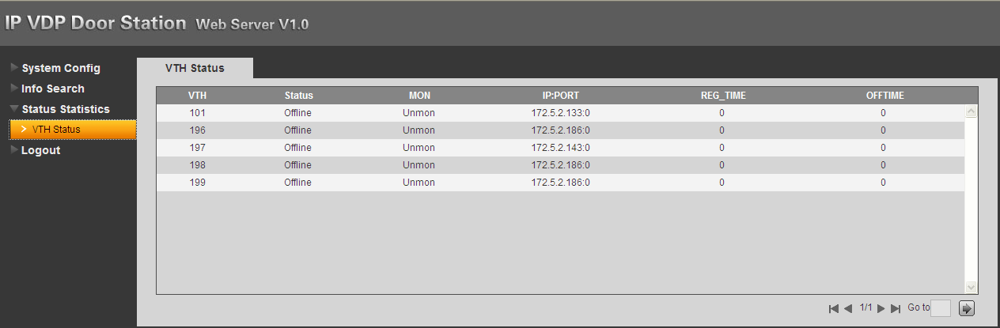 IP VDP Door Station Web Server V1.0
System Config
Info Search
Status Statistics
VTH Status
Logout
VTH Status
VTH Status MON IP:PORT REG_TIME OFFTIME
101 Offline Unmon 172.5.2.133:0 0 0
196 Offline Unmon 172.5.2.186:0 0 0
197 Offline Unmon 172.5.2.143:0 0 0
198 Offline Unmon 172.5.2.186:0 0 0
199 Offline Unmon 172.5.2.186:0 0 0
1/1 Go to